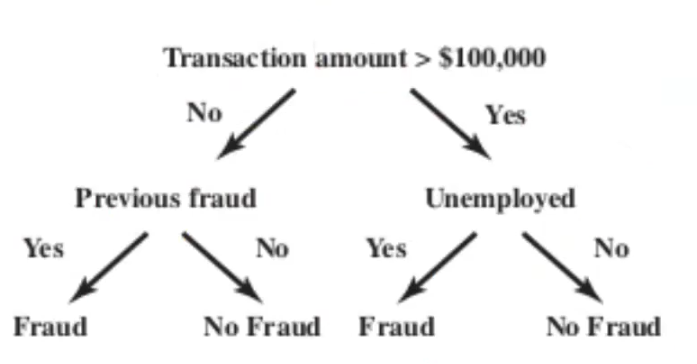 Transaction amount > $100,000
No Yes
Previous fraud Unemployed
Yes No Yes No
Fraud No Fraud Fraud No Fraud